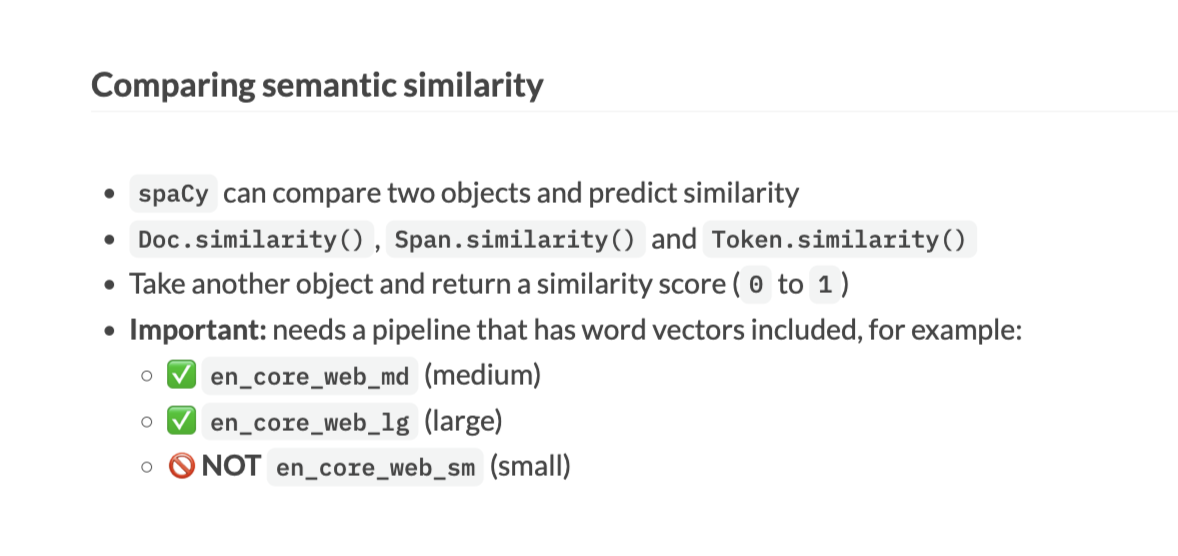 Comparing semantic similarity
• spaCy can compare two objects and predict similarity
• Doc.similarity() , Span.similarity() and Token.similarity()
• Take another object and return a similarity score ( 0 to 1 )
• Important: needs a pipeline that has word vectors included, for example:
○ ✅ en_core_web_md (medium)
○ ✅ en_core_web_lg (large)
○ 🚫 NOT en_core_web_sm (small)